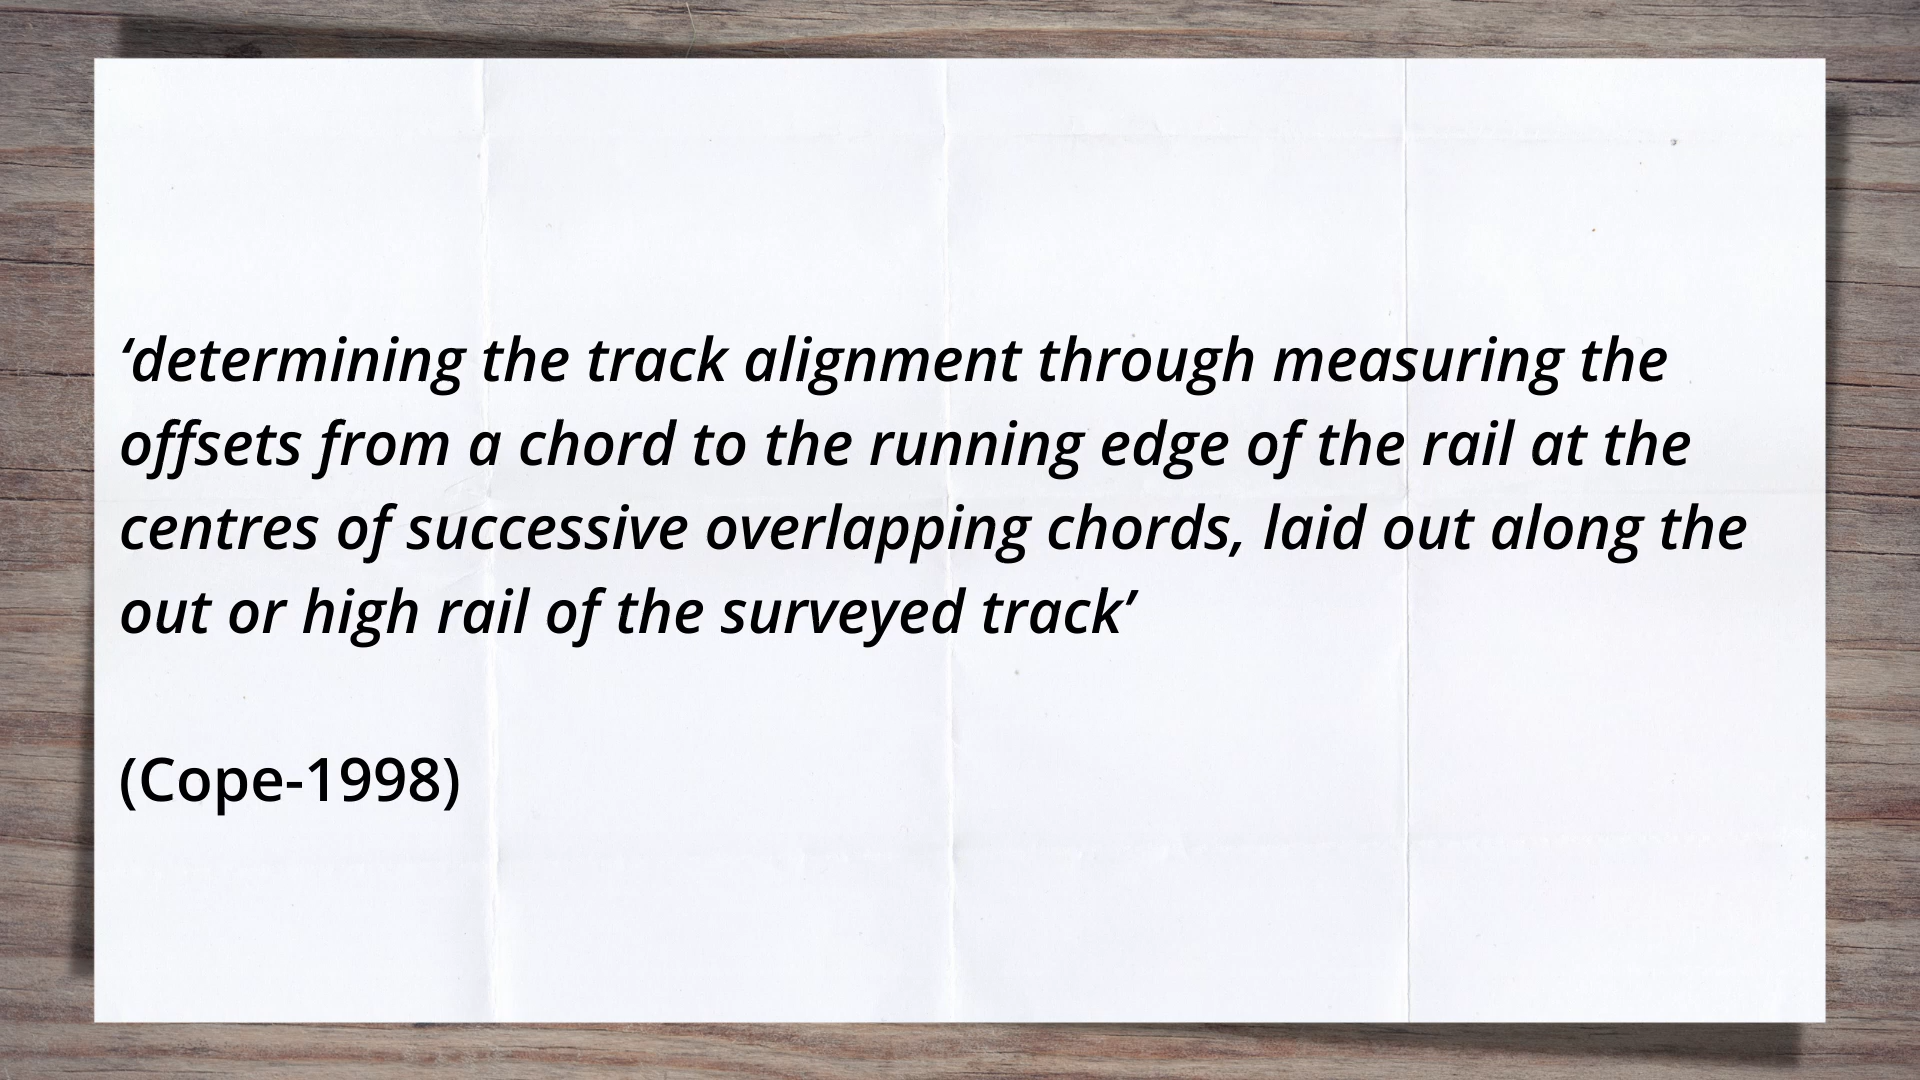 ‘determining the track alignment through measuring the
offsets from a chord to the running edge of the rail at the
centres of successive overlapping chords, laid out along the
out or high rail of the surveyed track’
(Cope-1998)